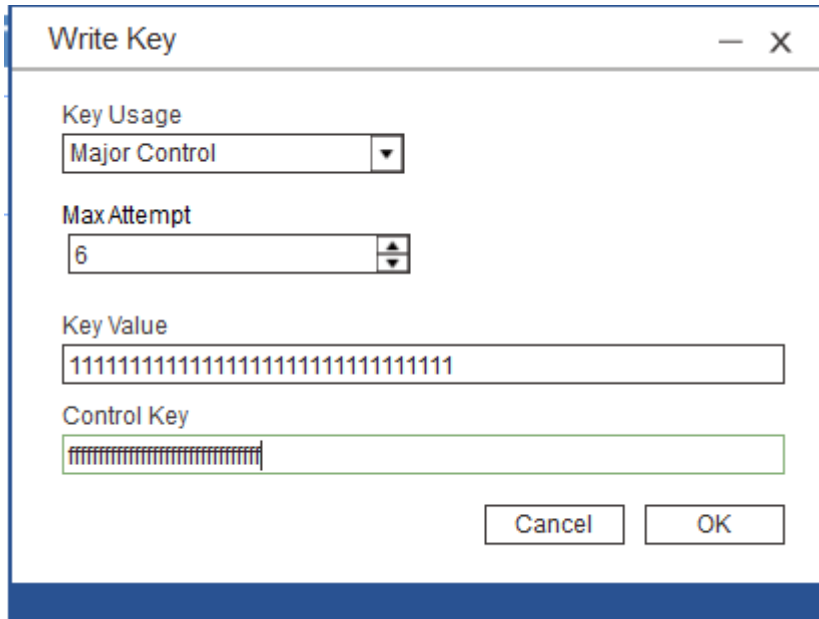 Write Key
Key Usage
Major Control
Max Attempt
6
Key Value
11111111111111111111111111111111
Control Key
ffffffffffffffffffffffffffffffff
Cancel OK